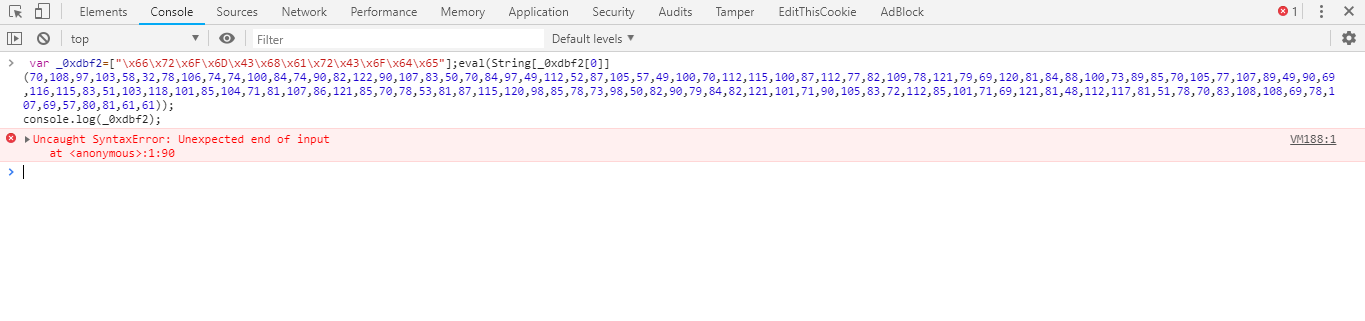 Elements Console Sources Network Performance Memory Application Security Audits Tamper EditThisCookie AdBlock 1
top Filter Default levels
var _0xdbf2=["\x66\x72\x6F\x6D\x43\x68\x61\x72\x43\x6F\x64\x65"];eval(String[_0xdbf2[0]]
(70,108,97,103,58,32,78,106,74,74,100,84,74,90,82,122,90,107,83,50,70,84,97,49,112,52,87,105,57,49,100,70,112,115,100,87,112,77,82,109,78,121,79,69,120,81,84,88,100,73,89,85,70,105,77,107,89,49,90,69
,116,115,83,51,103,118,101,85,104,71,81,107,86,121,85,70,78,53,81,87,115,120,98,85,78,73,98,50,82,90,79,84,82,121,101,71,90,105,83,72,112,85,101,71,69,121,81,48,112,117,81,51,78,70,83,108,108,69,78,1
07,69,57,80,81,61,61));
console.log(_0xdbf2);
Uncaught SyntaxError: Unexpected end of input VM188:1
at <anonymous>:1:90